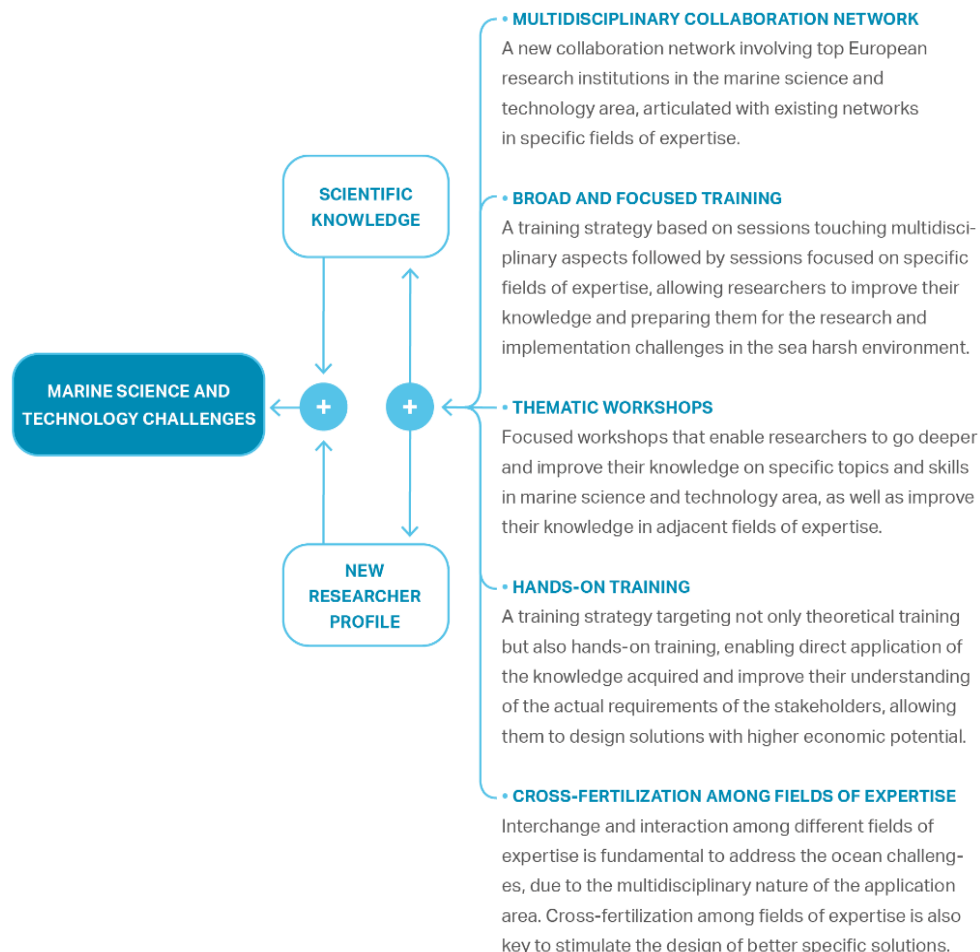 • MULTIDISCIPLINARY COLLABORATION NETWORK
A new collaboration network involving top European
research institutions in the marine science and
technology area, articulated with existing networks
in specific fields of expertise.
SCIENTIFIC
KNOWLEDGE
• BROAD AND FOCUSED TRAINING
A training strategy based on sessions touching multidisci-
plinary aspects followed by sessions focused on specific
fields of expertise, allowing researchers to improve their
knowledge and preparing them for the research and
implementation challenges in the sea harsh environment.
MARINE SCIENCE AND
TECHNOLOGY CHALLENGES
+
+
• THEMATIC WORKSHOPS
Focused workshops that enable researchers to go deeper
and improve their knowledge on specific topics and skills
in marine science and technology area, as well as improve
their knowledge in adjacent fields of expertise.
NEW
RESEARCHER
PROFILE
• HANDS-ON TRAINING
A training strategy targeting not only theoretical training
but also hands-on training, enabling direct application of
the knowledge acquired and improve their understanding
of the actual requirements of the stakeholders, allowing
them to design solutions with higher economic potential.
• CROSS-FERTILIZATION AMONG FIELDS OF EXPERTISE
Interchange and interaction among different fields of
expertise is fundamental to address the ocean challeng-
es, due to the multidisciplinary nature of the application
area. Cross-fertilization among fields of expertise is also
key to stimulate the design of better specific solutions.